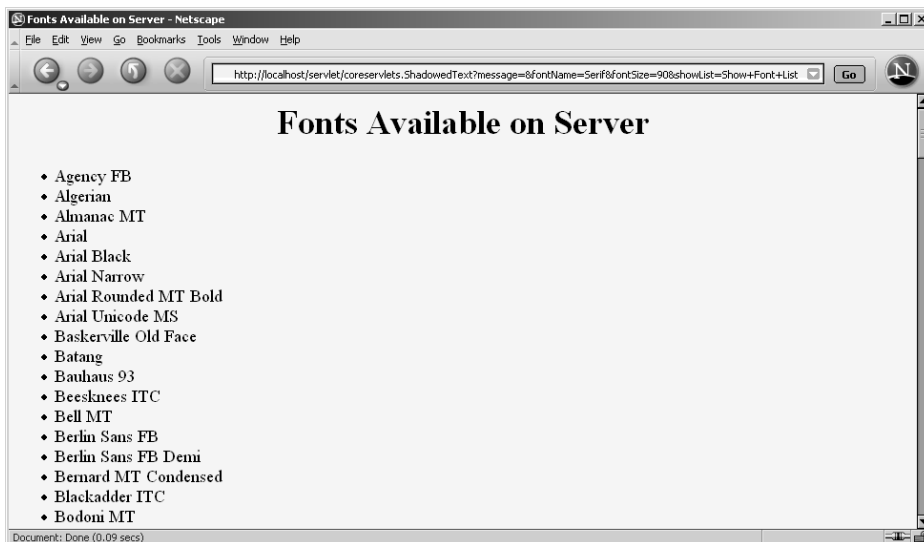 Fonts Available on Server - Netscape
File Edit View Go Bookmarks Tools Window Help
http://localhost/servlet/coreservlets.ShadowedText?message=&fontName=Serif&fontSize=90&showList=Show+Font+List Go N
Fonts Available on Server
• Agency FB
• Algerian
• Almanac MT
• Arial
• Arial Black
• Arial Narrow
• Arial Rounded MT Bold
• Arial Unicode MS
• Baskerville Old Face
• Batang
• Bauhaus 93
• Beesknees ITC
• Bell MT
• Berlin Sans FB
• Berlin Sans FB Demi
• Bernard MT Condensed
• Blackadder ITC
• Bodoni MT
Document: Done (0.09 secs)